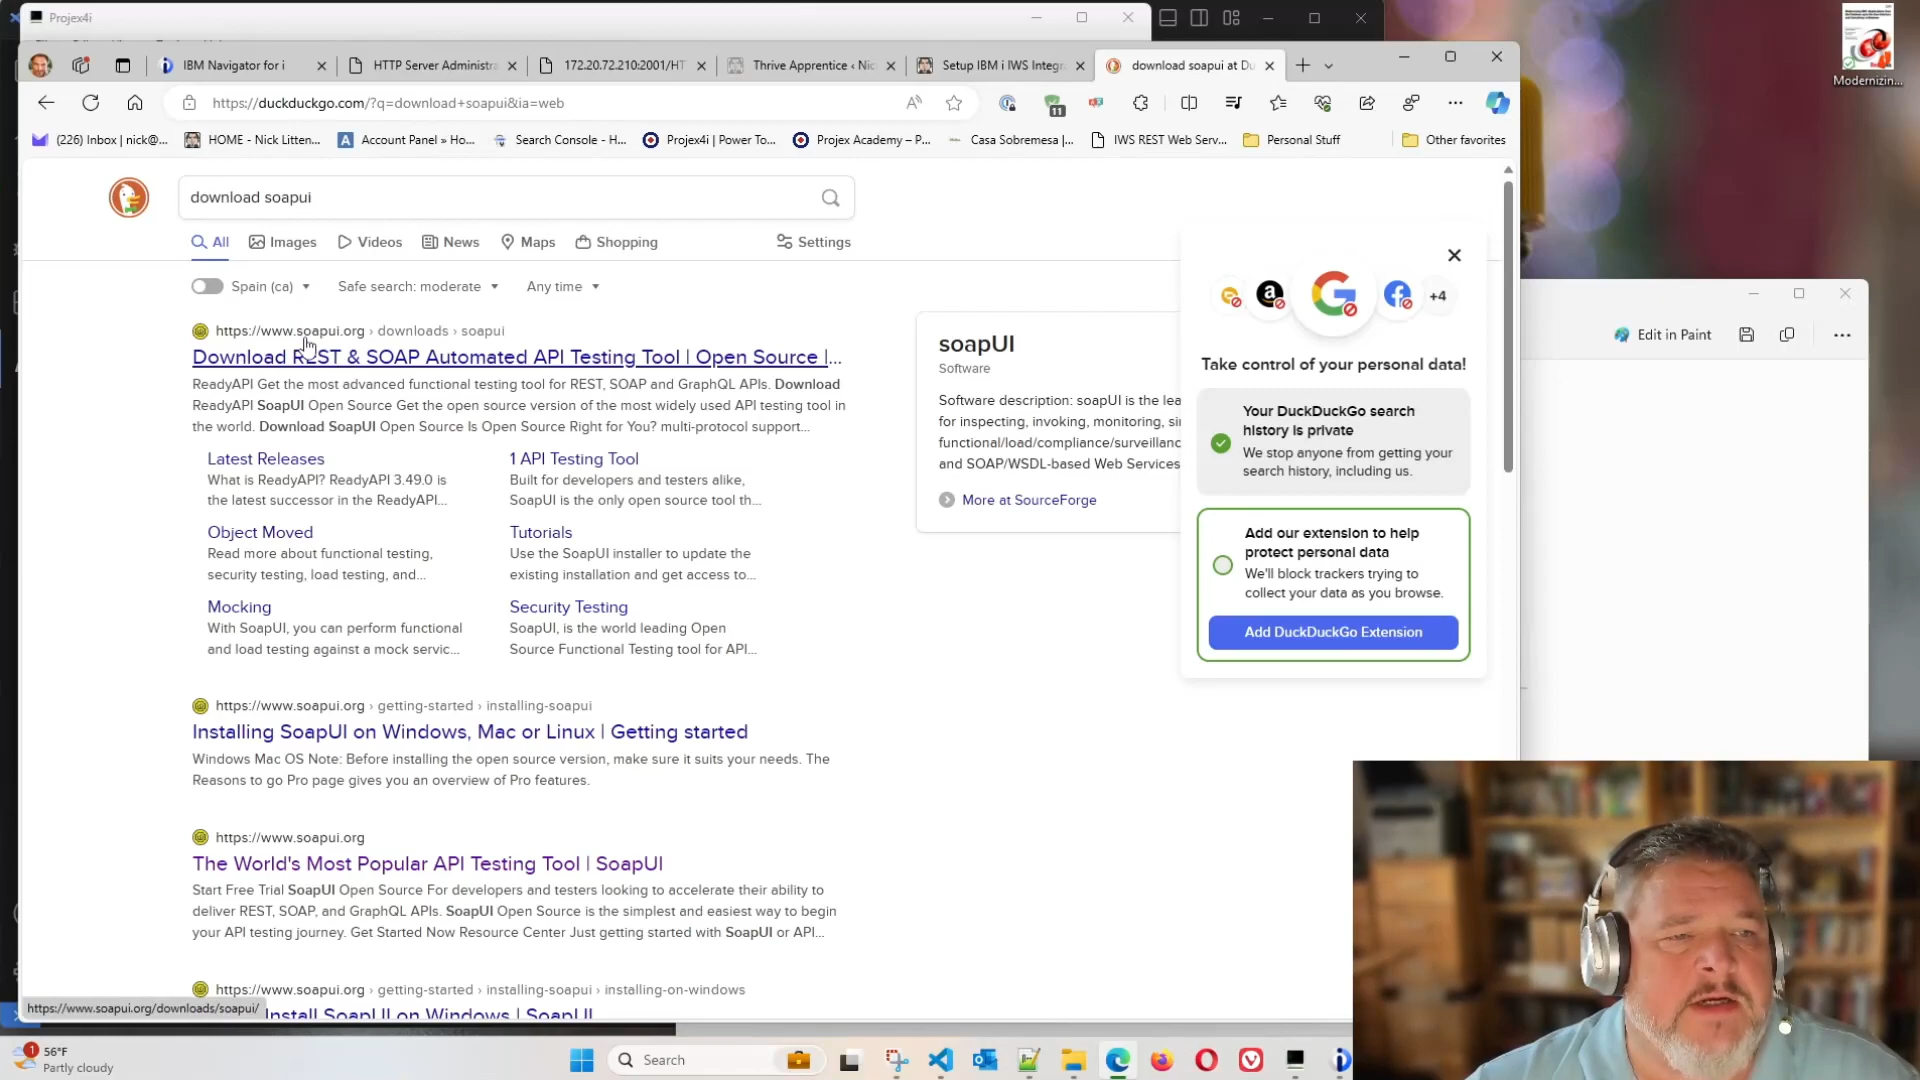 Projex4i
Modernizin...
IBM Navigator for i
HTTP Server Administra
172.20.72.210:2001/HT
Thrive Apprentice ‹ Nic
Setup IBM i IWS Integr
download soapui at Du
https://duckduckgo.com/?q=download+soapui&ia=web
11
(226) Inbox | nick@...
HOME - Nick Litten...
Account Panel » Ho...
Search Console - H...
Projex4i | Power To...
Projex Academy – P...
Casa Sobremesa |...
IWS REST Web Serv...
Personal Stuff
Other favorites
download soapui
All
Images
Videos
News
Maps
Shopping
Settings
Spain (ca)
Safe search: moderate
Any time
https://www.soapui.org › downloads › soapui
Download REST & SOAP Automated API Testing Tool | Open Source |...
ReadyAPI Get the most advanced functional testing tool for REST, SOAP and GraphQL APIs. Download
ReadyAPI SoapUI Open Source Get the open source version of the most widely used API testing tool in
the world. Download SoapUI Open Source Is Open Source Right for You? multi-protocol support...
Latest Releases
What is ReadyAPI? ReadyAPI 3.49.0 is
the latest successor in the ReadyAPI...
1 API Testing Tool
Built for developers and testers alike,
SoapUI is the only open source tool th...
Object Moved
Read more about functional testing,
security testing, load testing, and...
Tutorials
Use the SoapUI installer to update the
existing installation and get access to...
Mocking
With SoapUI, you can perform functional
and load testing against a mock servic...
Security Testing
SoapUI, is the world leading Open
Source Functional Testing tool for API...
https://www.soapui.org › getting-started › installing-soapui
Installing SoapUI on Windows, Mac or Linux | Getting started
Windows Mac OS Note: Before installing the open source version, make sure it suits your needs. The
Reasons to go Pro page gives you an overview of Pro features.
https://www.soapui.org
The World's Most Popular API Testing Tool | SoapUI
Start Free Trial SoapUI Open Source For developers and testers looking to accelerate their ability to
deliver REST, SOAP, and GraphQL APIs. SoapUI Open Source is the simplest and easiest way to begin
your API testing journey. Get Started Now Resource Center Just getting started with SoapUI or API...
https://www.soapui.org › getting-started › installing-soapui › installing-on-windows
Install SoapUI on Windows | SoapUI
https://www.soapui.org/downloads/soapui/
soapUI
Software
Software description: soapUI is the lea
for inspecting, invoking, monitoring, si
functional/load/compliance/surveillanc
and SOAP/WSDL-based Web Services
More at SourceForge
+4
Take control of your personal data!
Your DuckDuckGo search
history is private
We stop anyone from getting your
search history, including us.
Add our extension to help
protect personal data
We'll block trackers trying to
collect your data as you browse.
Add DuckDuckGo Extension
Edit in Paint
1
56°F
Partly cloudy
Search